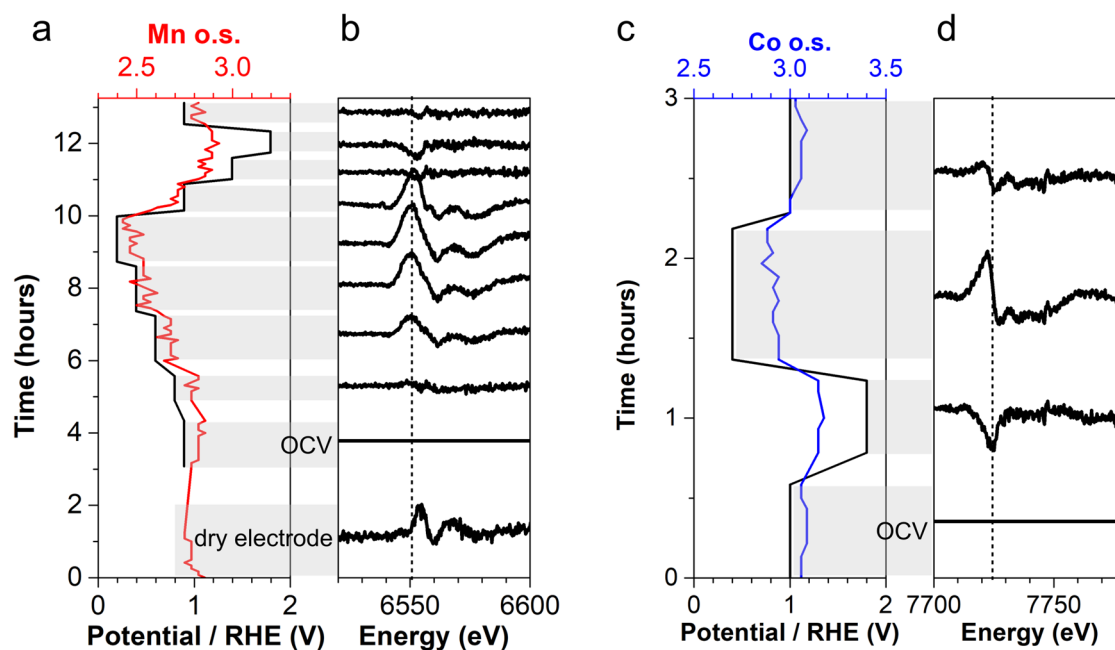 a
b
c
d
Mn o.s.
2.5 3.0
Co o.s.
2.5 3.0 3.5
Time (hours)
12
10
8
6
4
2
0
OCV
dry electrode
0 1 2
Potential / RHE (V)
6550 6600
Energy (eV)
Time (hours)
3
2
1
0
OCV
0 1 2
Potential / RHE (V)
7700 7750
Energy (eV)